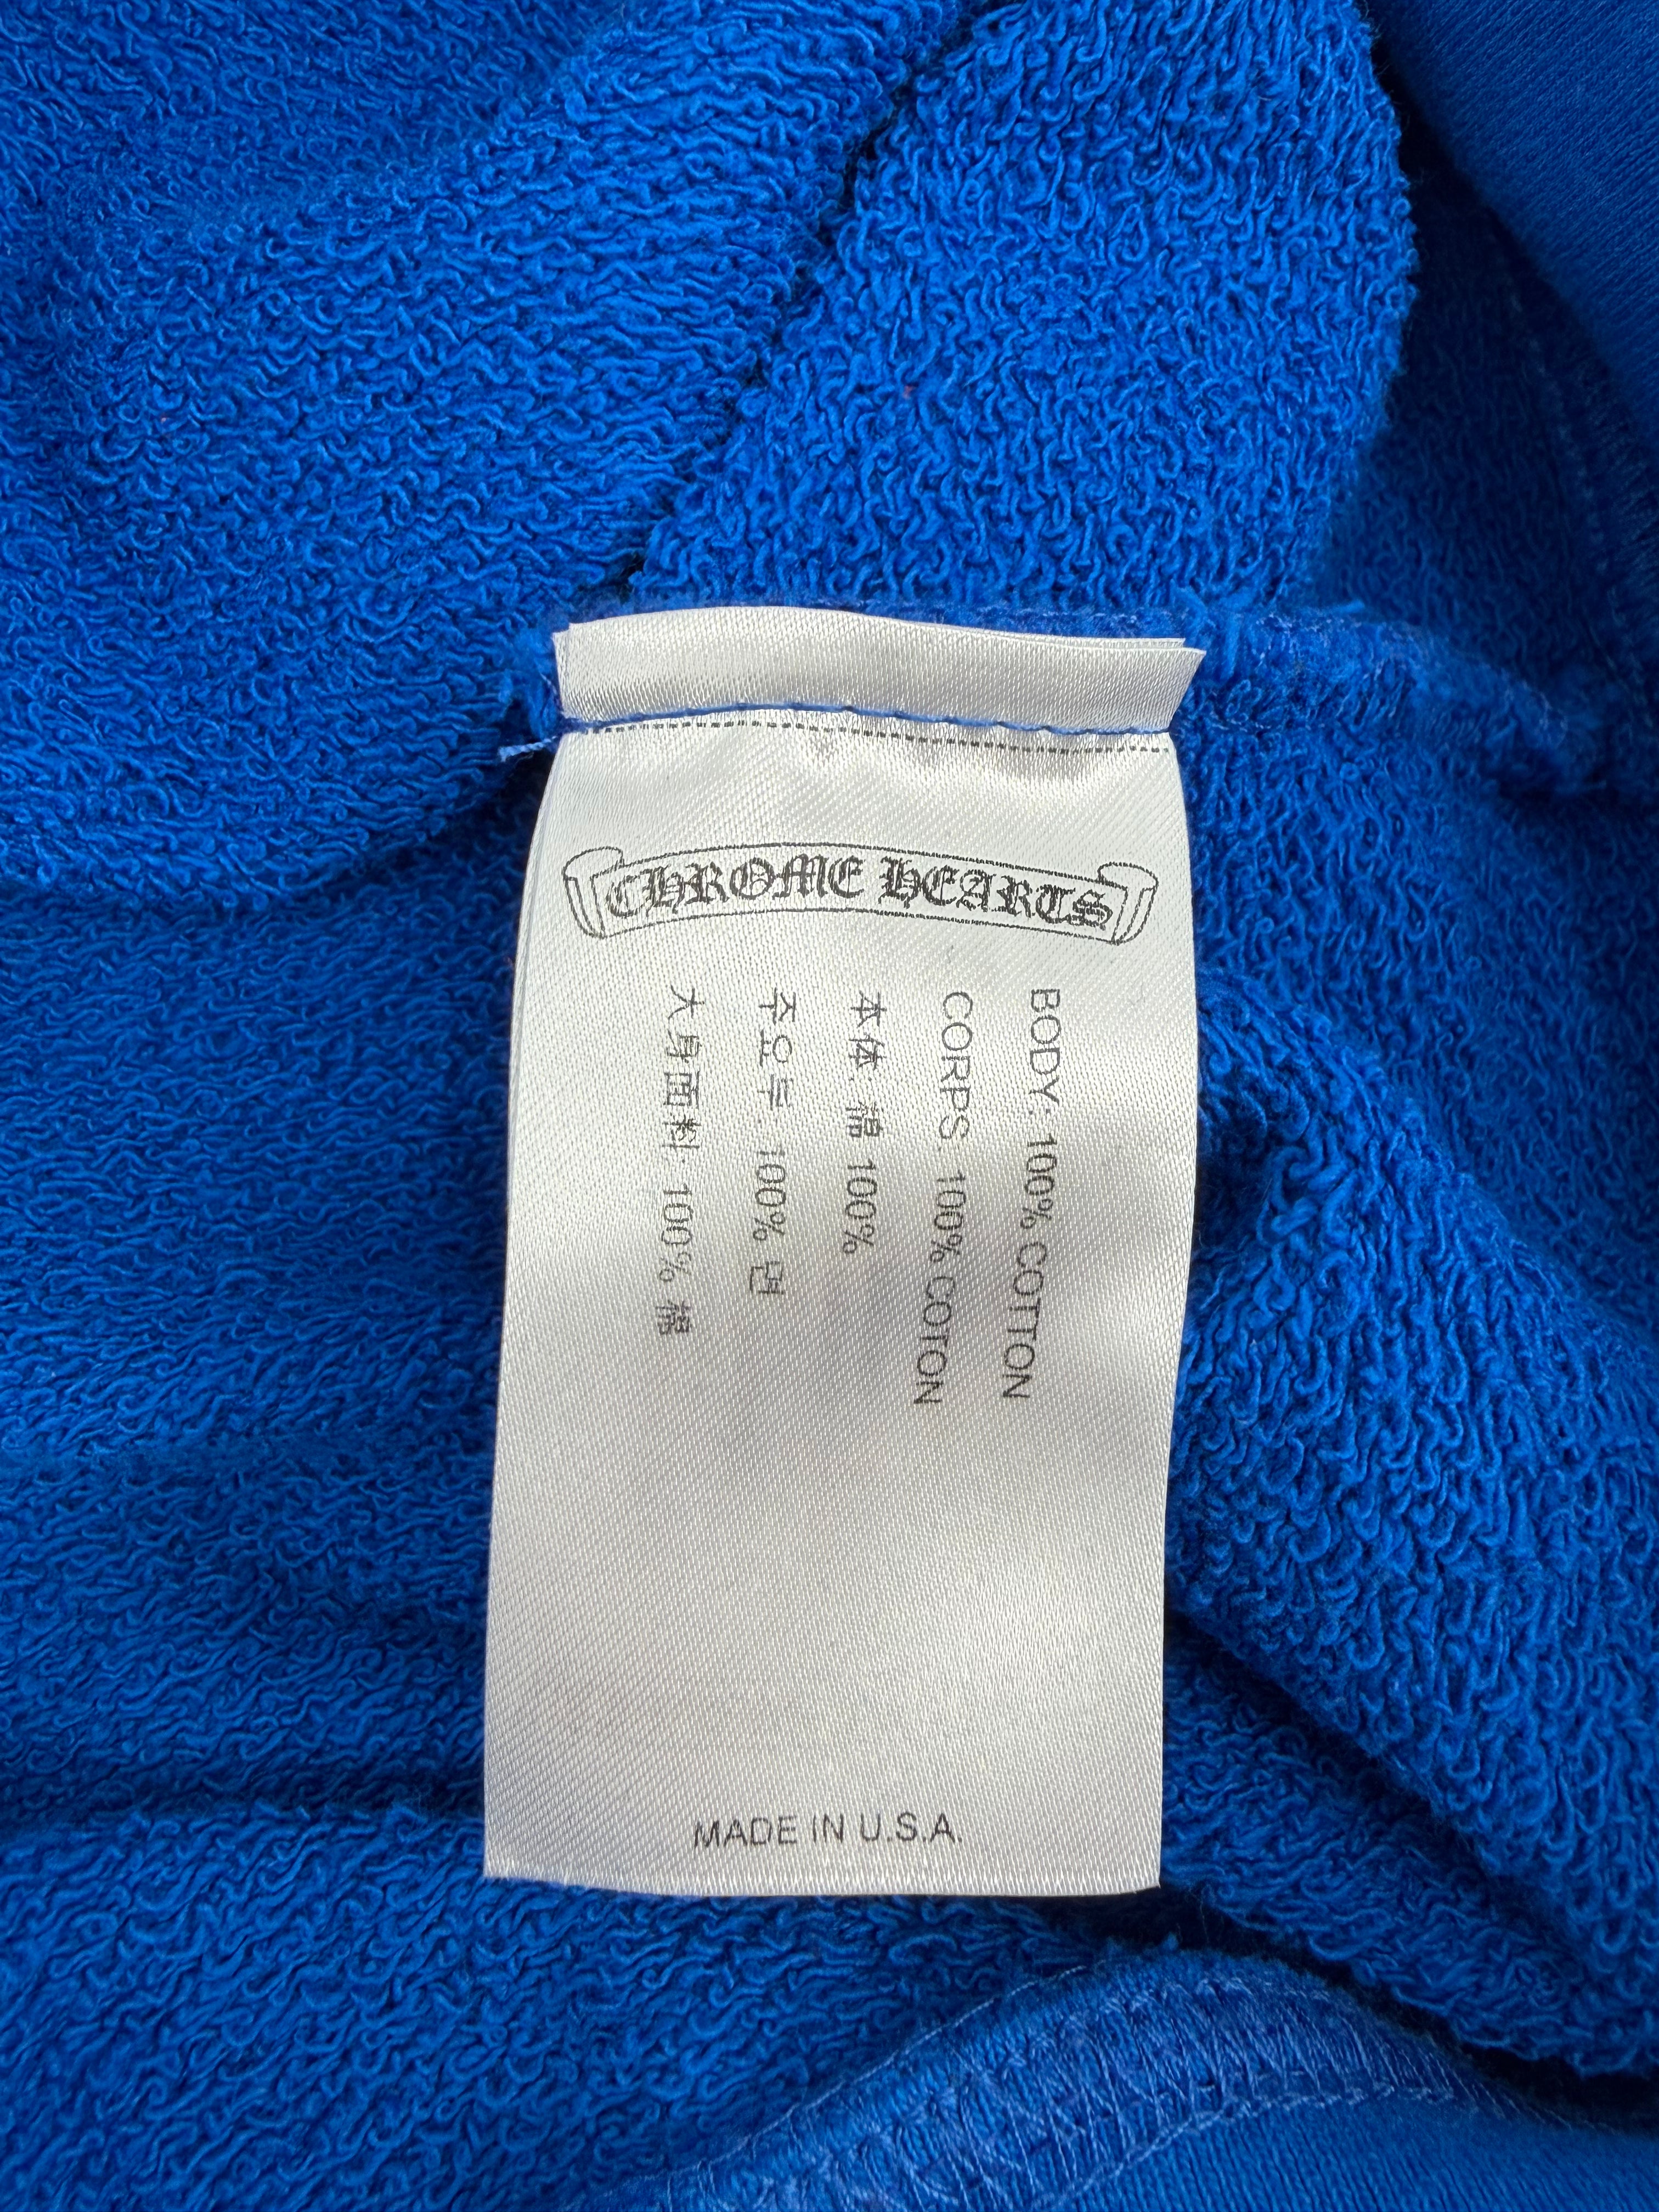 CHROME HEARTS
BODY: 100% COTTON
CORPS: 100% COTON
本体: 綿 100%
주요부: 100% 면
大身面料: 100% 棉
MADE IN U.S.A.